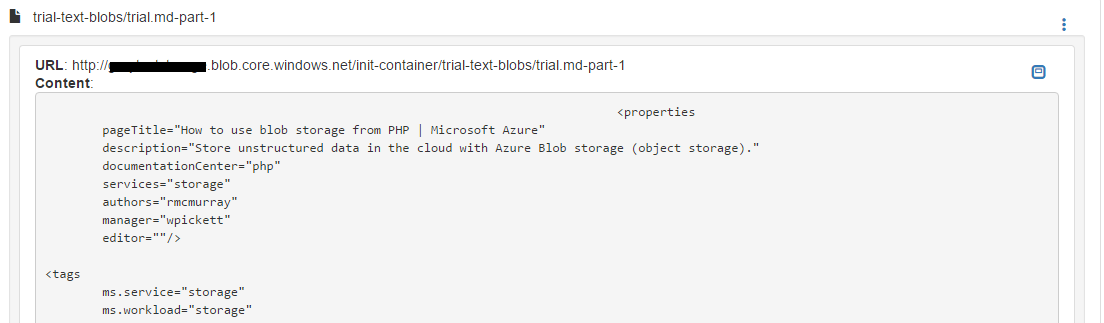 trial-text-blobs/trial.md-part-1
URL: http:// .blob.core.windows.net/init-container/trial-text-blobs/trial.md-part-1
Content:
<properties
pageTitle="How to use blob storage from PHP | Microsoft Azure"
description="Store unstructured data in the cloud with Azure Blob storage (object storage)."
documentationCenter="php"
services="storage"
authors="rmcmurray"
manager="wpickett"
editor=""/>
<tags
ms.service="storage"
ms.workload="storage"